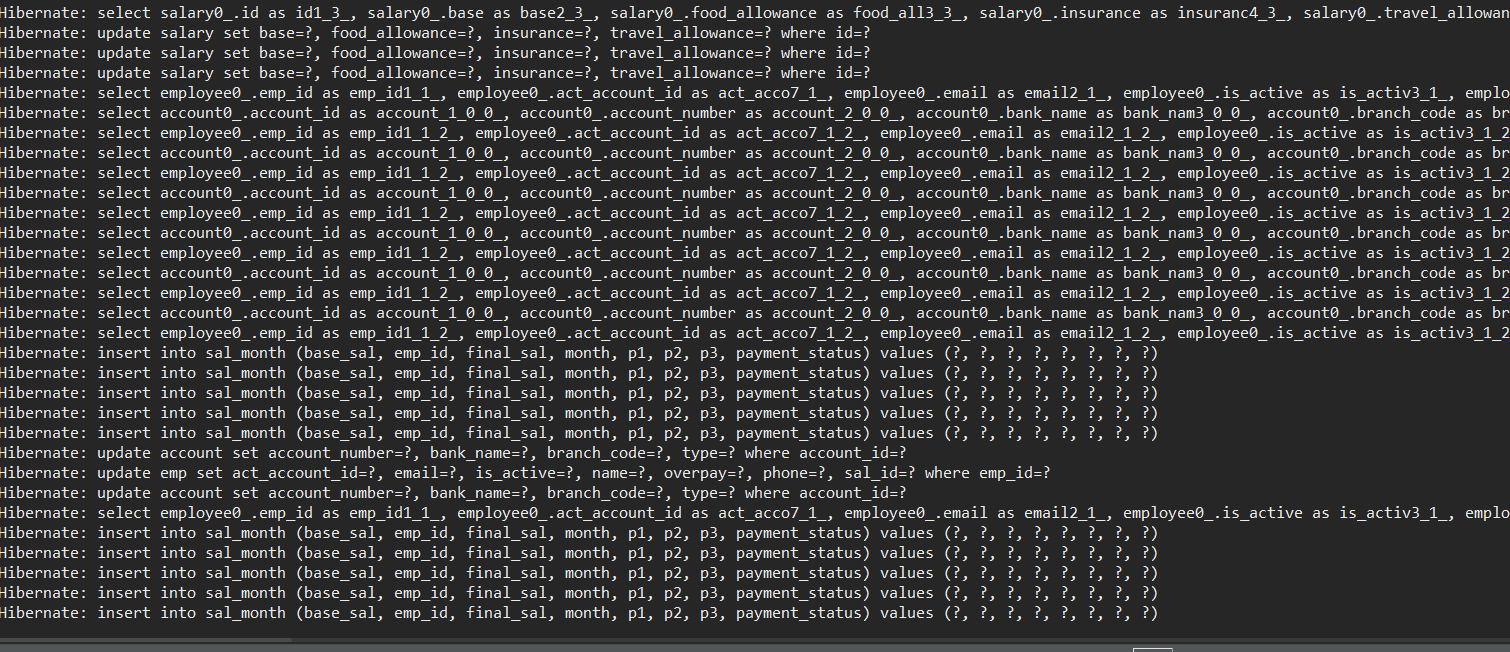 Hibernate: select salary0_.id as id1_3_, salary0_.base as base2_3_, salary0_.food_allowance as food_all3_3_, salary0_.insurance as insuranc4_3_, salary0_.travel_allowan
Hibernate: update salary set base=?, food_allowance=?, insurance=?, travel_allowance=? where id=?
Hibernate: update salary set base=?, food_allowance=?, insurance=?, travel_allowance=? where id=?
Hibernate: update salary set base=?, food_allowance=?, insurance=?, travel_allowance=? where id=?
Hibernate: select employee0_.emp_id as emp_id1_1_, employee0_.act_account_id as act_acco7_1_, employee0_.email as email2_1_, employee0_.is_active as is_activ3_1_, emplo
Hibernate: select account0_.account_id as account_1_0_0_, account0_.account_number as account_2_0_0_, account0_.bank_name as bank_nam3_0_0_, account0_.branch_code as br
Hibernate: select employee0_.emp_id as emp_id1_1_2_, employee0_.act_account_id as act_acco7_1_2_, employee0_.email as email2_1_2_, employee0_.is_active as is_activ3_1_2
Hibernate: select account0_.account_id as account_1_0_0_, account0_.account_number as account_2_0_0_, account0_.bank_name as bank_nam3_0_0_, account0_.branch_code as br
Hibernate: select employee0_.emp_id as emp_id1_1_2_, employee0_.act_account_id as act_acco7_1_2_, employee0_.email as email2_1_2_, employee0_.is_active as is_activ3_1_2
Hibernate: select account0_.account_id as account_1_0_0_, account0_.account_number as account_2_0_0_, account0_.bank_name as bank_nam3_0_0_, account0_.branch_code as br
Hibernate: select employee0_.emp_id as emp_id1_1_2_, employee0_.act_account_id as act_acco7_1_2_, employee0_.email as email2_1_2_, employee0_.is_active as is_activ3_1_2
Hibernate: select account0_.account_id as account_1_0_0_, account0_.account_number as account_2_0_0_, account0_.bank_name as bank_nam3_0_0_, account0_.branch_code as br
Hibernate: select employee0_.emp_id as emp_id1_1_2_, employee0_.act_account_id as act_acco7_1_2_, employee0_.email as email2_1_2_, employee0_.is_active as is_activ3_1_2
Hibernate: select account0_.account_id as account_1_0_0_, account0_.account_number as account_2_0_0_, account0_.bank_name as bank_nam3_0_0_, account0_.branch_code as br
Hibernate: select employee0_.emp_id as emp_id1_1_2_, employee0_.act_account_id as act_acco7_1_2_, employee0_.email as email2_1_2_, employee0_.is_active as is_activ3_1_2
Hibernate: select account0_.account_id as account_1_0_0_, account0_.account_number as account_2_0_0_, account0_.bank_name as bank_nam3_0_0_, account0_.branch_code as br
Hibernate: select employee0_.emp_id as emp_id1_1_2_, employee0_.act_account_id as act_acco7_1_2_, employee0_.email as email2_1_2_, employee0_.is_active as is_activ3_1_2
Hibernate: insert into sal_month (base_sal, emp_id, final_sal, month, p1, p2, p3, payment_status) values (?, ?, ?, ?, ?, ?, ?, ?)
Hibernate: insert into sal_month (base_sal, emp_id, final_sal, month, p1, p2, p3, payment_status) values (?, ?, ?, ?, ?, ?, ?, ?)
Hibernate: insert into sal_month (base_sal, emp_id, final_sal, month, p1, p2, p3, payment_status) values (?, ?, ?, ?, ?, ?, ?, ?)
Hibernate: insert into sal_month (base_sal, emp_id, final_sal, month, p1, p2, p3, payment_status) values (?, ?, ?, ?, ?, ?, ?, ?)
Hibernate: insert into sal_month (base_sal, emp_id, final_sal, month, p1, p2, p3, payment_status) values (?, ?, ?, ?, ?, ?, ?, ?)
Hibernate: update account set account_number=?, bank_name=?, branch_code=?, type=? where account_id=?
Hibernate: update emp set act_account_id=?, email=?, is_active=?, name=?, overpay=?, phone=?, sal_id=? where emp_id=?
Hibernate: update account set account_number=?, bank_name=?, branch_code=?, type=? where account_id=?
Hibernate: select employee0_.emp_id as emp_id1_1_, employee0_.act_account_id as act_acco7_1_, employee0_.email as email2_1_, employee0_.is_active as is_activ3_1_, emplo
Hibernate: insert into sal_month (base_sal, emp_id, final_sal, month, p1, p2, p3, payment_status) values (?, ?, ?, ?, ?, ?, ?, ?)
Hibernate: insert into sal_month (base_sal, emp_id, final_sal, month, p1, p2, p3, payment_status) values (?, ?, ?, ?, ?, ?, ?, ?)
Hibernate: insert into sal_month (base_sal, emp_id, final_sal, month, p1, p2, p3, payment_status) values (?, ?, ?, ?, ?, ?, ?, ?)
Hibernate: insert into sal_month (base_sal, emp_id, final_sal, month, p1, p2, p3, payment_status) values (?, ?, ?, ?, ?, ?, ?, ?)
Hibernate: insert into sal_month (base_sal, emp_id, final_sal, month, p1, p2, p3, payment_status) values (?, ?, ?, ?, ?, ?, ?, ?)